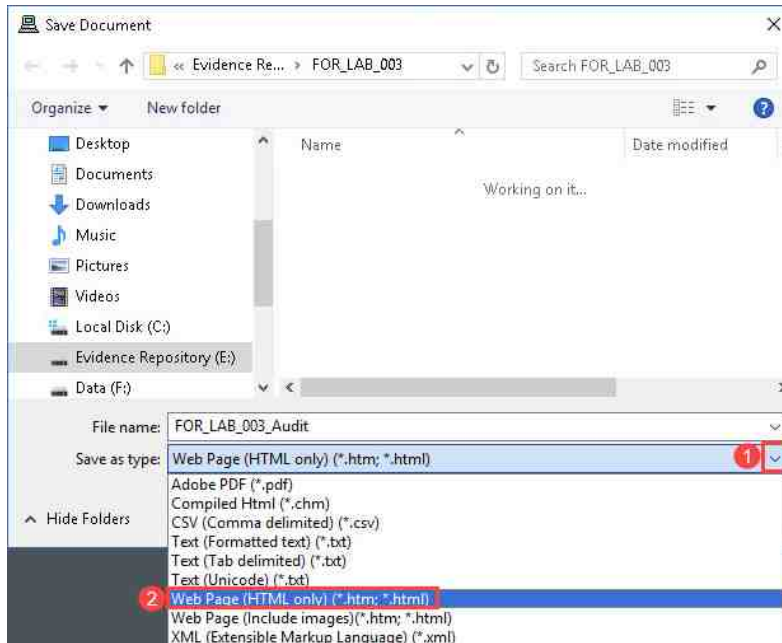 Save Document
« Evidence Re... › FOR_LAB_003
Search FOR_LAB_003
Organize
New folder
Desktop
Documents
Downloads
Music
Pictures
Videos
Local Disk (C:)
Evidence Repository (E:)
Data (F:)
Name
Date modified
Working on it...
File name: FOR_LAB_003_Audit
Save as type: Web Page (HTML only) (*.htm; *.html)
1
Adobe PDF (*.pdf)
Compiled Html (*.chm)
CSV (Comma delimited) (*.csv)
Text (Formatted text) (*.txt)
Text (Tab delimited) (*.txt)
Text (Unicode) (*.txt)
2 Web Page (HTML only) (*.htm; *.html)
Web Page (Include images)(*.htm; *.html)
XML (Extensible Markup Language) (*.xml)
Hide Folders